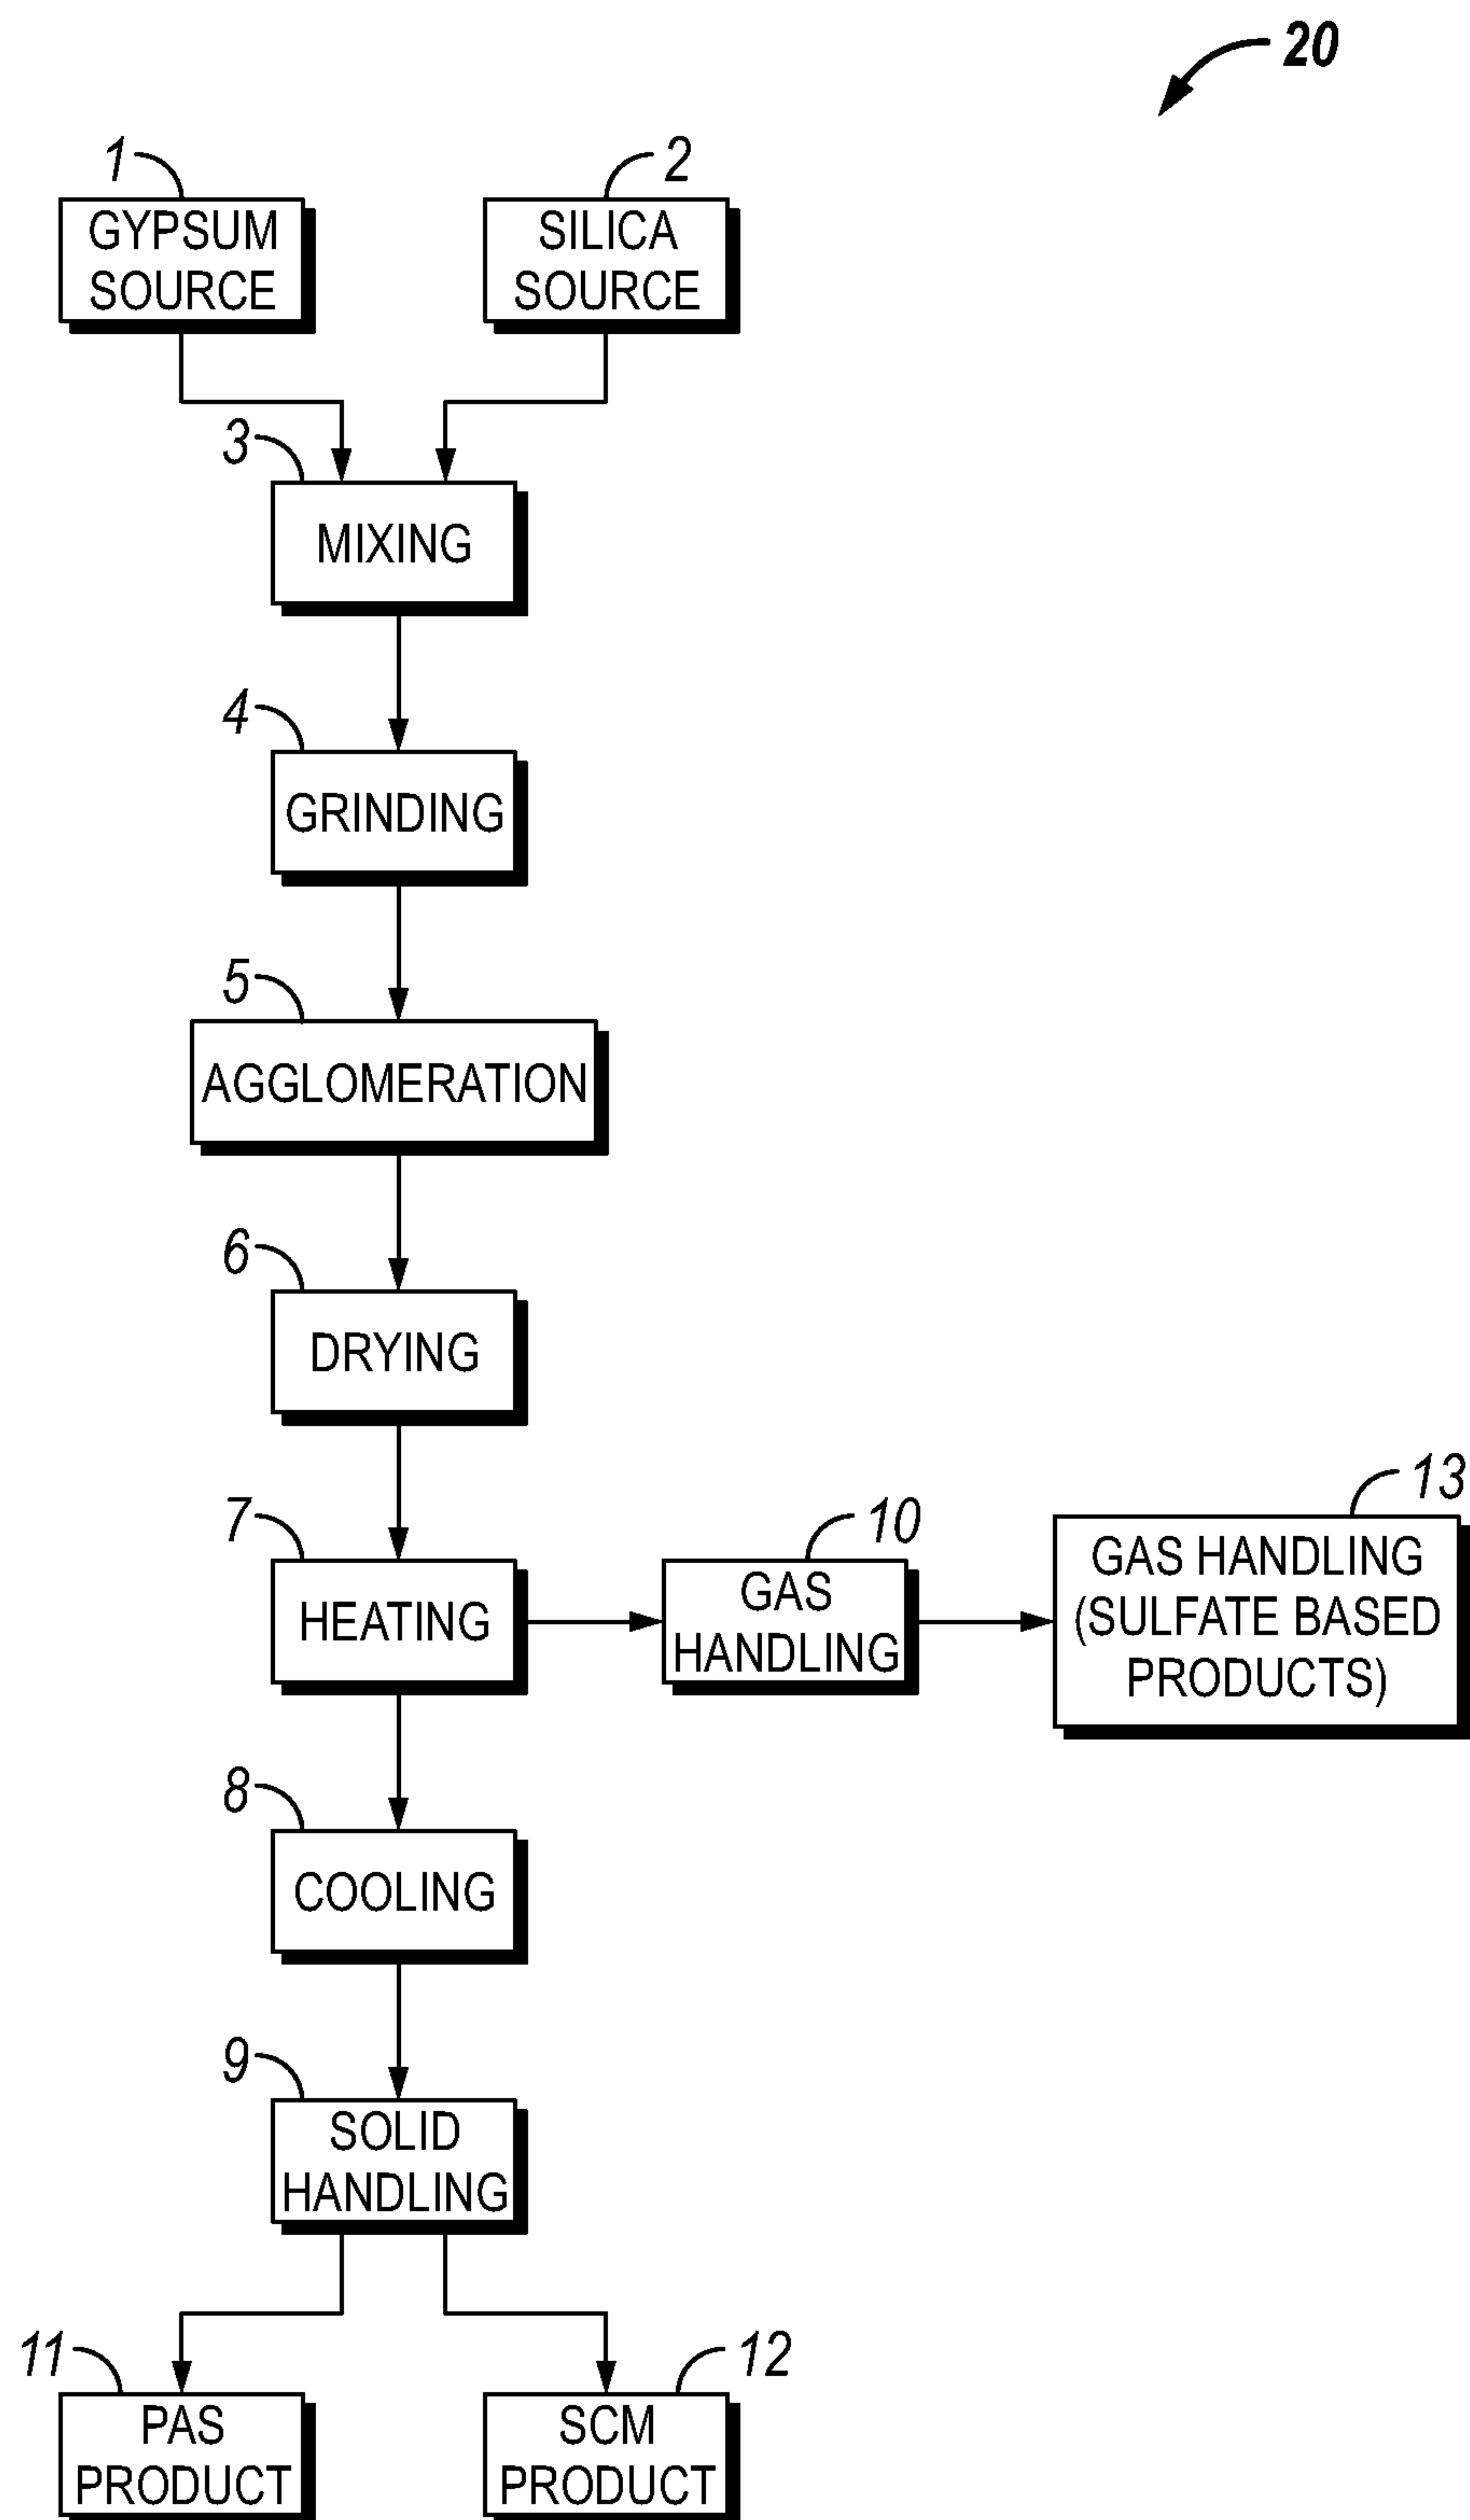 20
1
GYPSUM
SOURCE
2
SILICA
SOURCE
3
MIXING
4
GRINDING
5
AGGLOMERATION
6
DRYING
7
HEATING
10
GAS
HANDLING
13
GAS HANDLING
(SULFATE BASED
PRODUCTS)
8
COOLING
9
SOLID
HANDLING
11
PAS
PRODUCT
12
SCM
PRODUCT